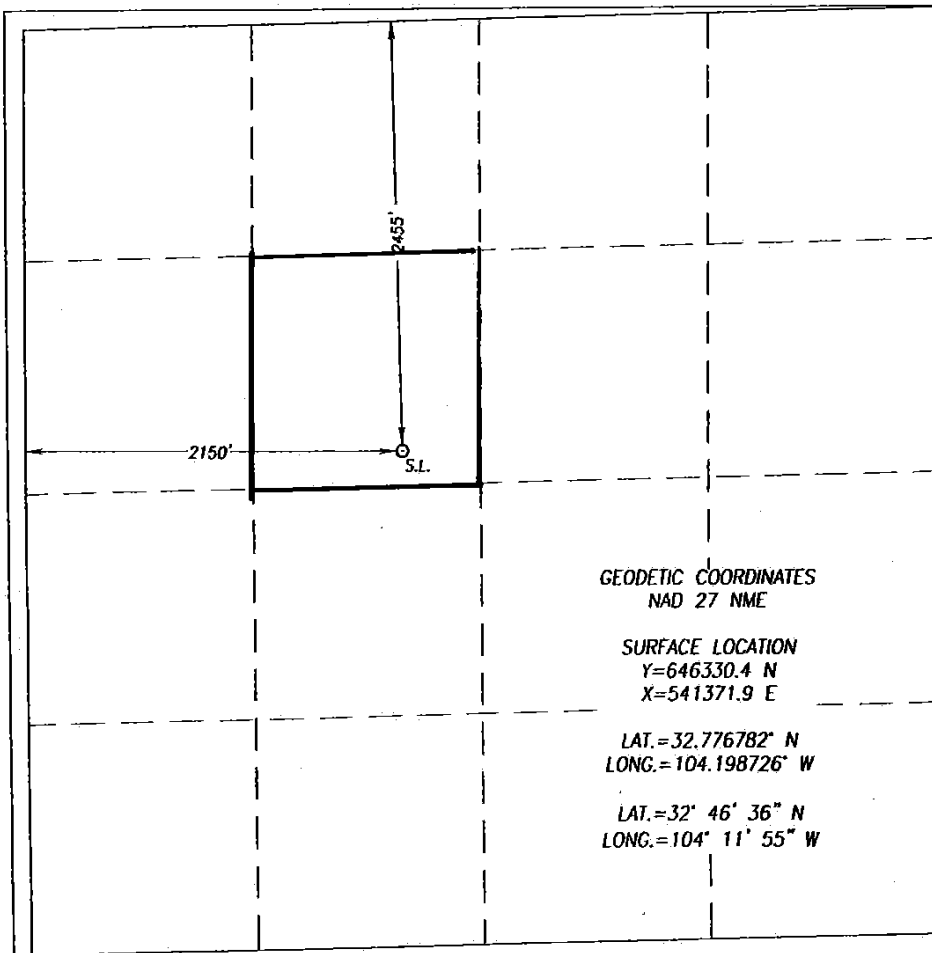 2455'
2150'
S.L.
GEODETIC COORDINATES
NAD 27 NME
SURFACE LOCATION
Y=646330.4 N
X=541371.9 E
LAT.=32.776782° N
LONG.=104.198726° W
LAT.=32° 46' 36" N
LONG.=104° 11' 55" W